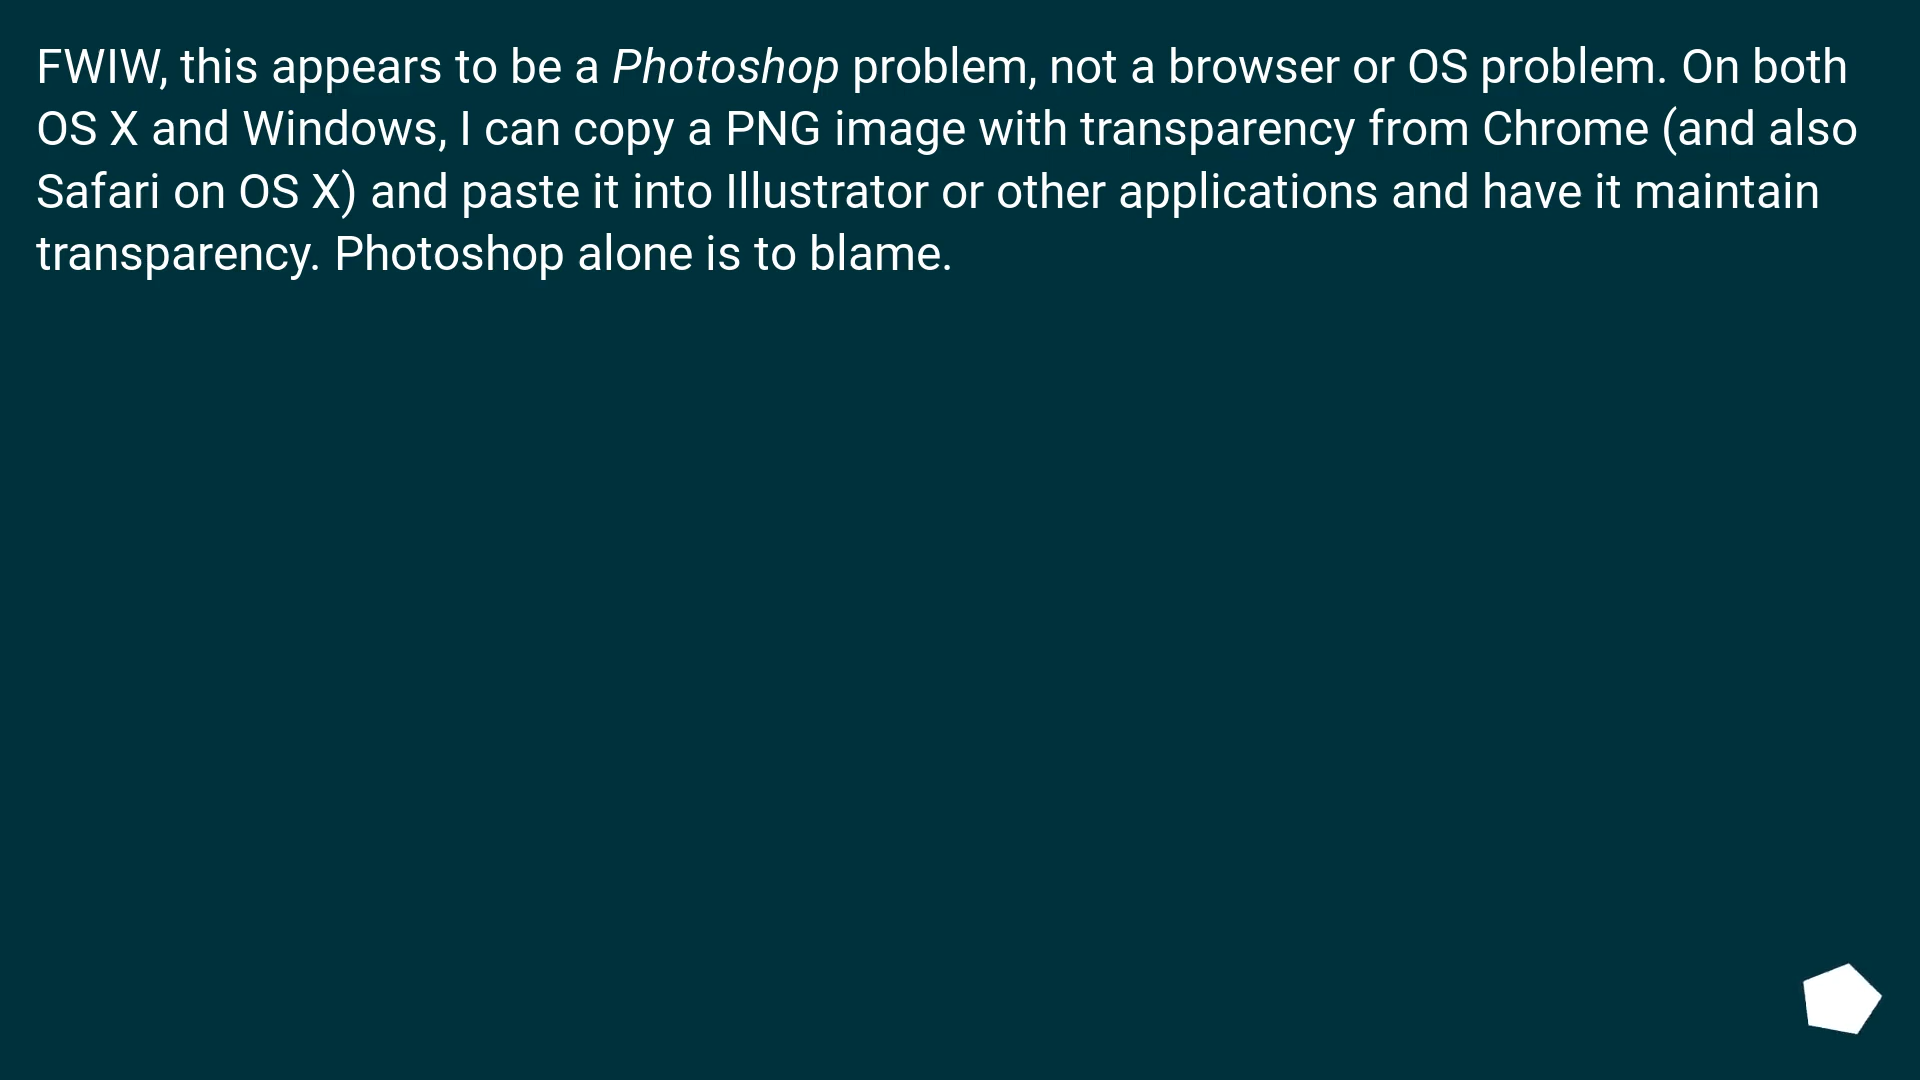 FWIW, this appears to be a Photoshop problem, not a browser or OS problem. On both
OS X and Windows, I can copy a PNG image with transparency from Chrome (and also
Safari on OS X) and paste it into Illustrator or other applications and have it maintain
transparency. Photoshop alone is to blame.